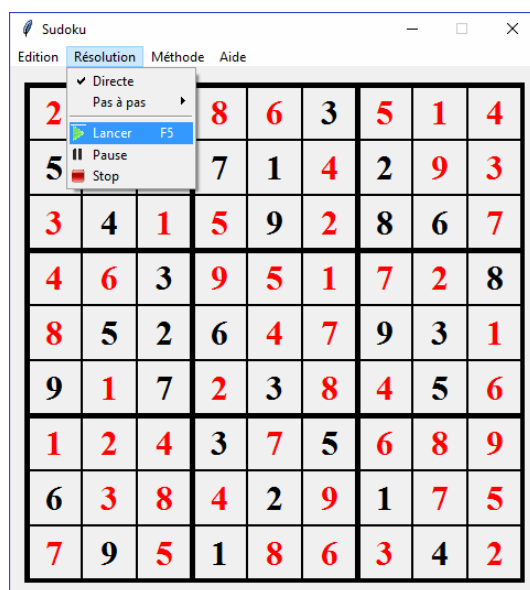 Sudoku
Edition Résolution Méthode Aide
Directe
Pas à pas
Lancer F5
Pause
Stop
2 8 6 3 5 1 4
5 7 1 4 2 9 3
3 4 1 5 9 2 8 6 7
4 6 3 9 5 1 7 2 8
8 5 2 6 4 7 9 3 1
9 1 7 2 3 8 4 5 6
1 2 4 3 7 5 6 8 9
6 3 8 4 2 9 1 7 5
7 9 5 1 8 6 3 4 2